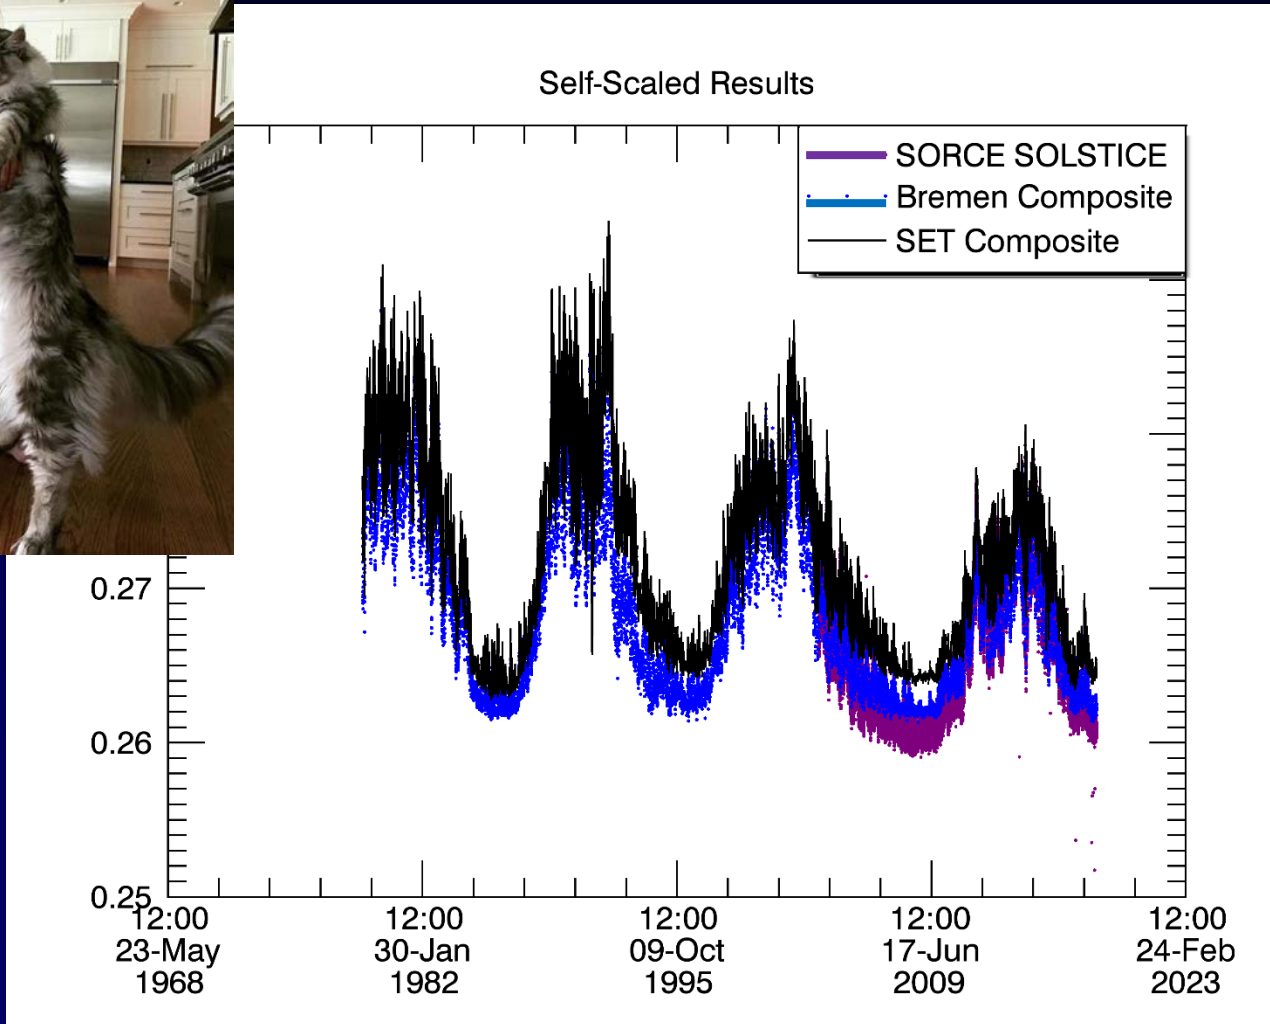 Self-Scaled Results
SORCE SOLSTICE
Bremen Composite
SET Composite
0.27
0.26
0.25
12:00 12:00 12:00 12:00 12:00
23-May 30-Jan 09-Oct 17-Jun 24-Feb
1968 1982 1995 2009 2023